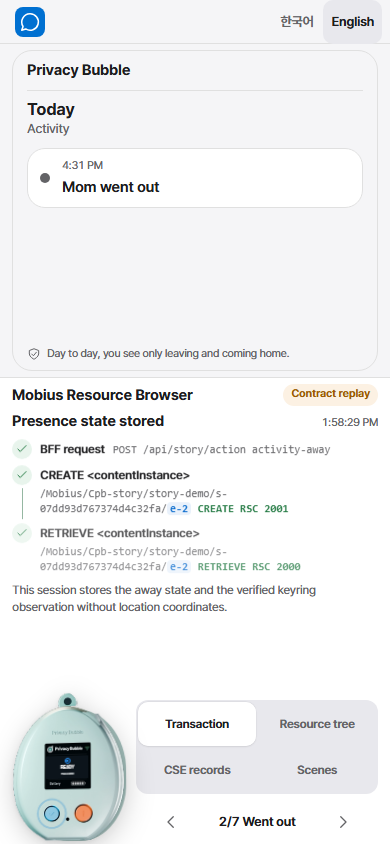 한국어
English
Privacy Bubble
Today
Activity
4:31 PM
Mom went out
Day to day, you see only leaving and coming home.
Mobius Resource Browser
Contract replay
Presence state stored
1:58:29 PM
BFF request POST /api/story/action activity-away
CREATE <contentInstance>
/Mobius/Cpb-story/story-demo/s-
07dd93d767374d4c32fa/e-2 CREATE RSC 2001
RETRIEVE <contentInstance>
/Mobius/Cpb-story/story-demo/s-
07dd93d767374d4c32fa/e-2 RETRIEVE RSC 2000
This session stores the away state and the verified keyring
observation without location coordinates.
Privacy Bubble
Privacy Bubble
READY
Transaction
Resource tree
CSE records
Scenes
2/7 Went out